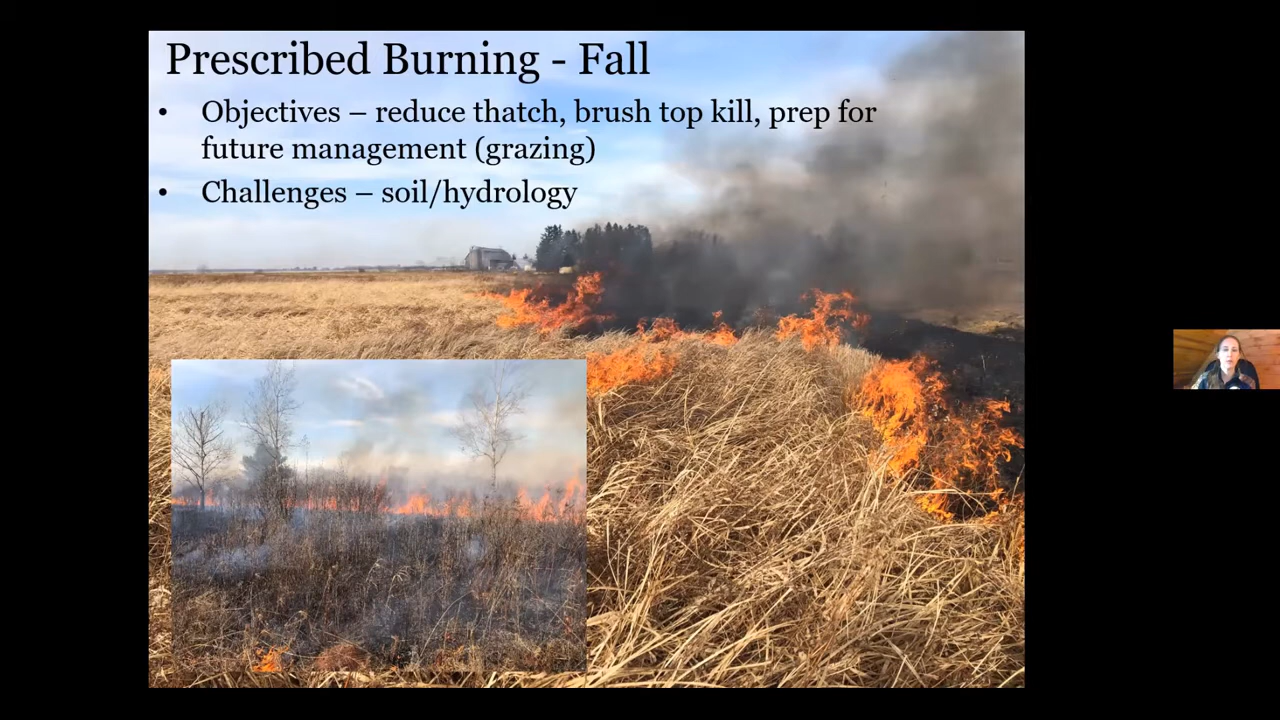 Prescribed Burning - Fall
• Objectives – reduce thatch, brush top kill, prep for
future management (grazing)
• Challenges – soil/hydrology